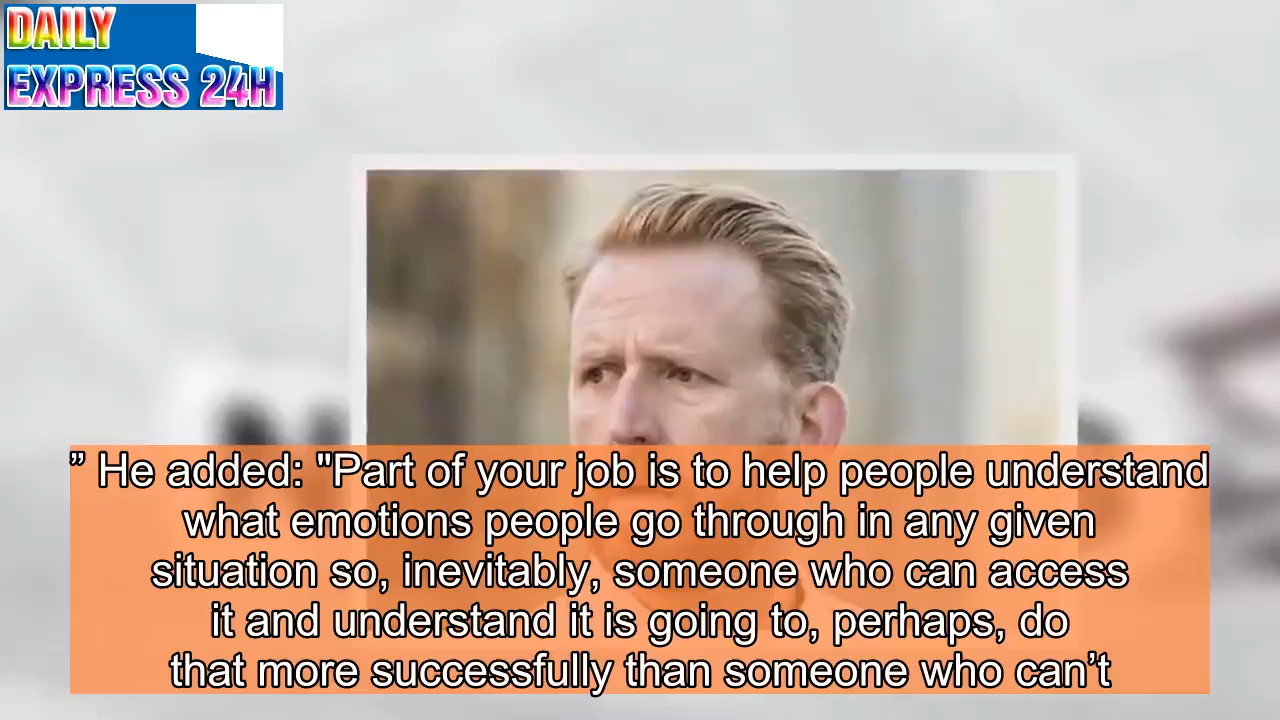 DAILY
EXPRESS 24H
” He added: "Part of your job is to help people understand
what emotions people go through in any given
situation so, inevitably, someone who can access
it and understand it is going to, perhaps, do
that more successfully than someone who can’t